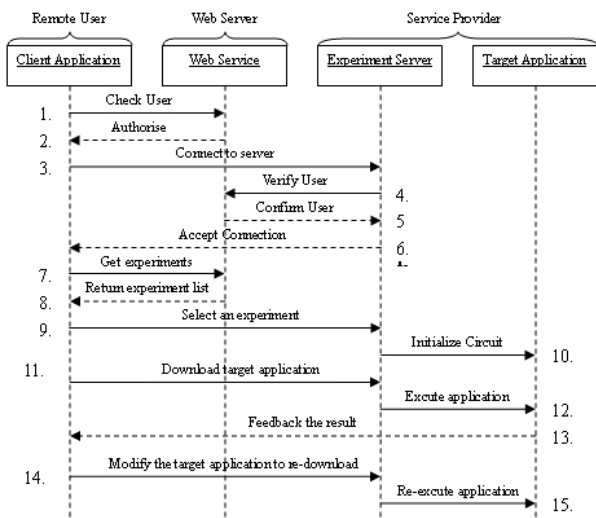 Remote User Web Server Service Provider
Client Application Web Service Experiment Server Target Application
1. Check User
2. Authorise
3. Connect to server
Verify User 4.
Confirm User 5
Accept Connection 6.
7. Get experiments
8. Return experiment list
9. Select an experiment
Initialize Circuit 10.
11. Download target application
Excute application 12.
Feedback the result 13.
14. Modify the target application to re-download
Re-excute application 15.